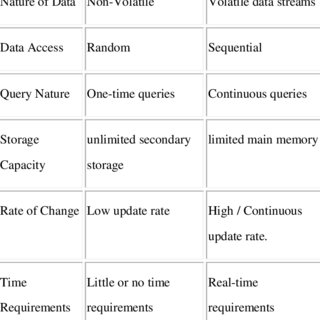 Nature of Data Non-Volatile Volatile data streams
Data Access Random Sequential
Query Nature One-time queries Continuous queries
Storage unlimited secondary limited main memory
Capacity storage
Rate of Change Low update rate High / Continuous
update rate.
Time Little or no time Real-time
Requirements requirements requirements